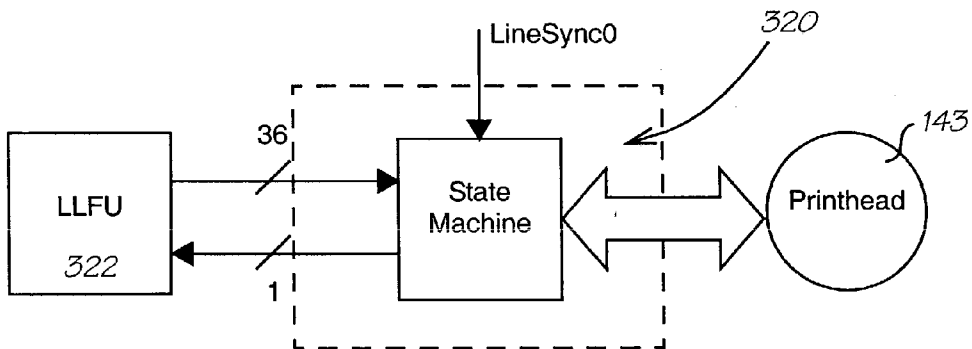 LineSync0
320
36
143
LLFU
322
State
Machine
Printhead
1